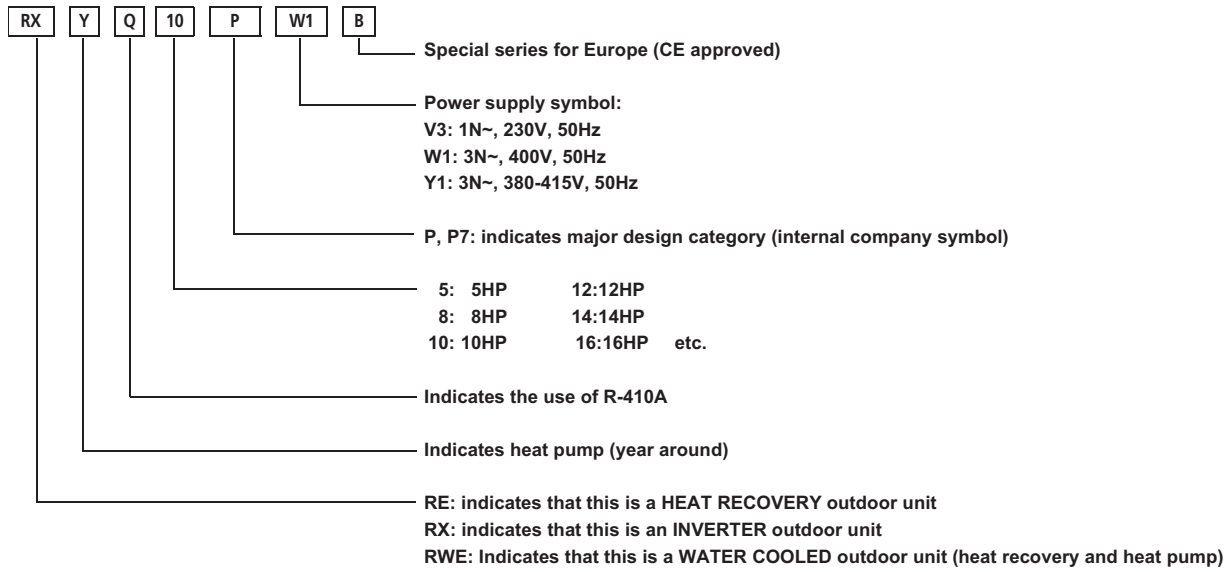 RX Y Q 10 P W1 B
Special series for Europe (CE approved)
Power supply symbol:
V3: 1N~, 230V, 50Hz
W1: 3N~, 400V, 50Hz
Y1: 3N~, 380-415V, 50Hz
P, P7: indicates major design category (internal company symbol)
5: 5HP 12:12HP
8: 8HP 14:14HP
10: 10HP 16:16HP etc.
Indicates the use of R-410A
Indicates heat pump (year around)
RE: indicates that this is a HEAT RECOVERY outdoor unit
RX: indicates that this is an INVERTER outdoor unit
RWE: Indicates that this is a WATER COOLED outdoor unit (heat recovery and heat pump)